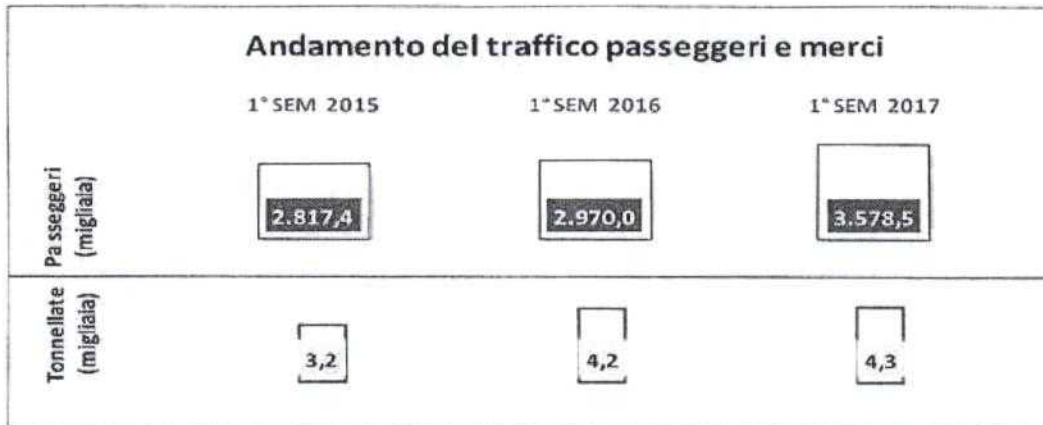 Andamento del traffico passeggeri e merci
1° SEM 2015 1° SEM 2016 1° SEM 2017
Passeggeri
(migliaia)
2.817,4 2.970,0 3.578,5
Tonnellate
(migliaia)
3,2 4,2 4,3